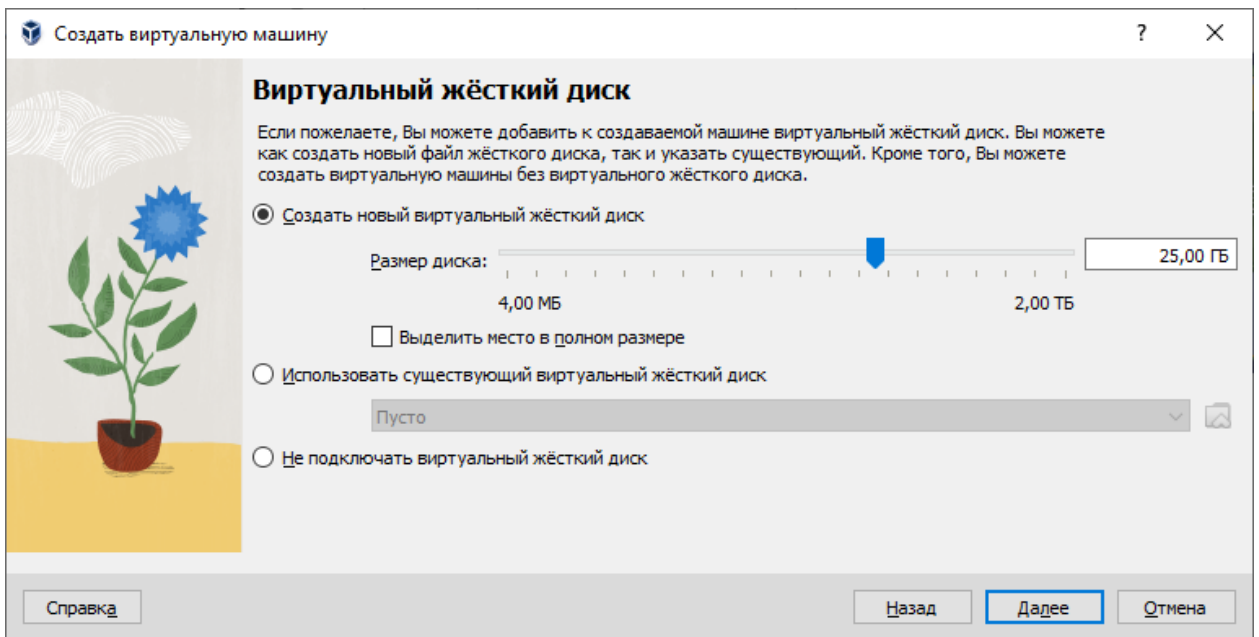 Создать виртуальную машину
?
Виртуальный жёсткий диск
Если пожелаете, Вы можете добавить к создаваемой машине виртуальный жёсткий диск. Вы можете
как создать новый файл жёсткого диска, так и указать существующий. Кроме того, Вы можете
создать виртуальную машины без виртуального жёсткого диска.
Создать новый виртуальный жёсткий диск
Размер диска: 25,00 ГБ
4,00 МБ 2,00 ТБ
Выделить место в полном размере
Использовать существующий виртуальный жёсткий диск
Пусто
Не подключать виртуальный жёсткий диск
Справка Назад Далее Отмена